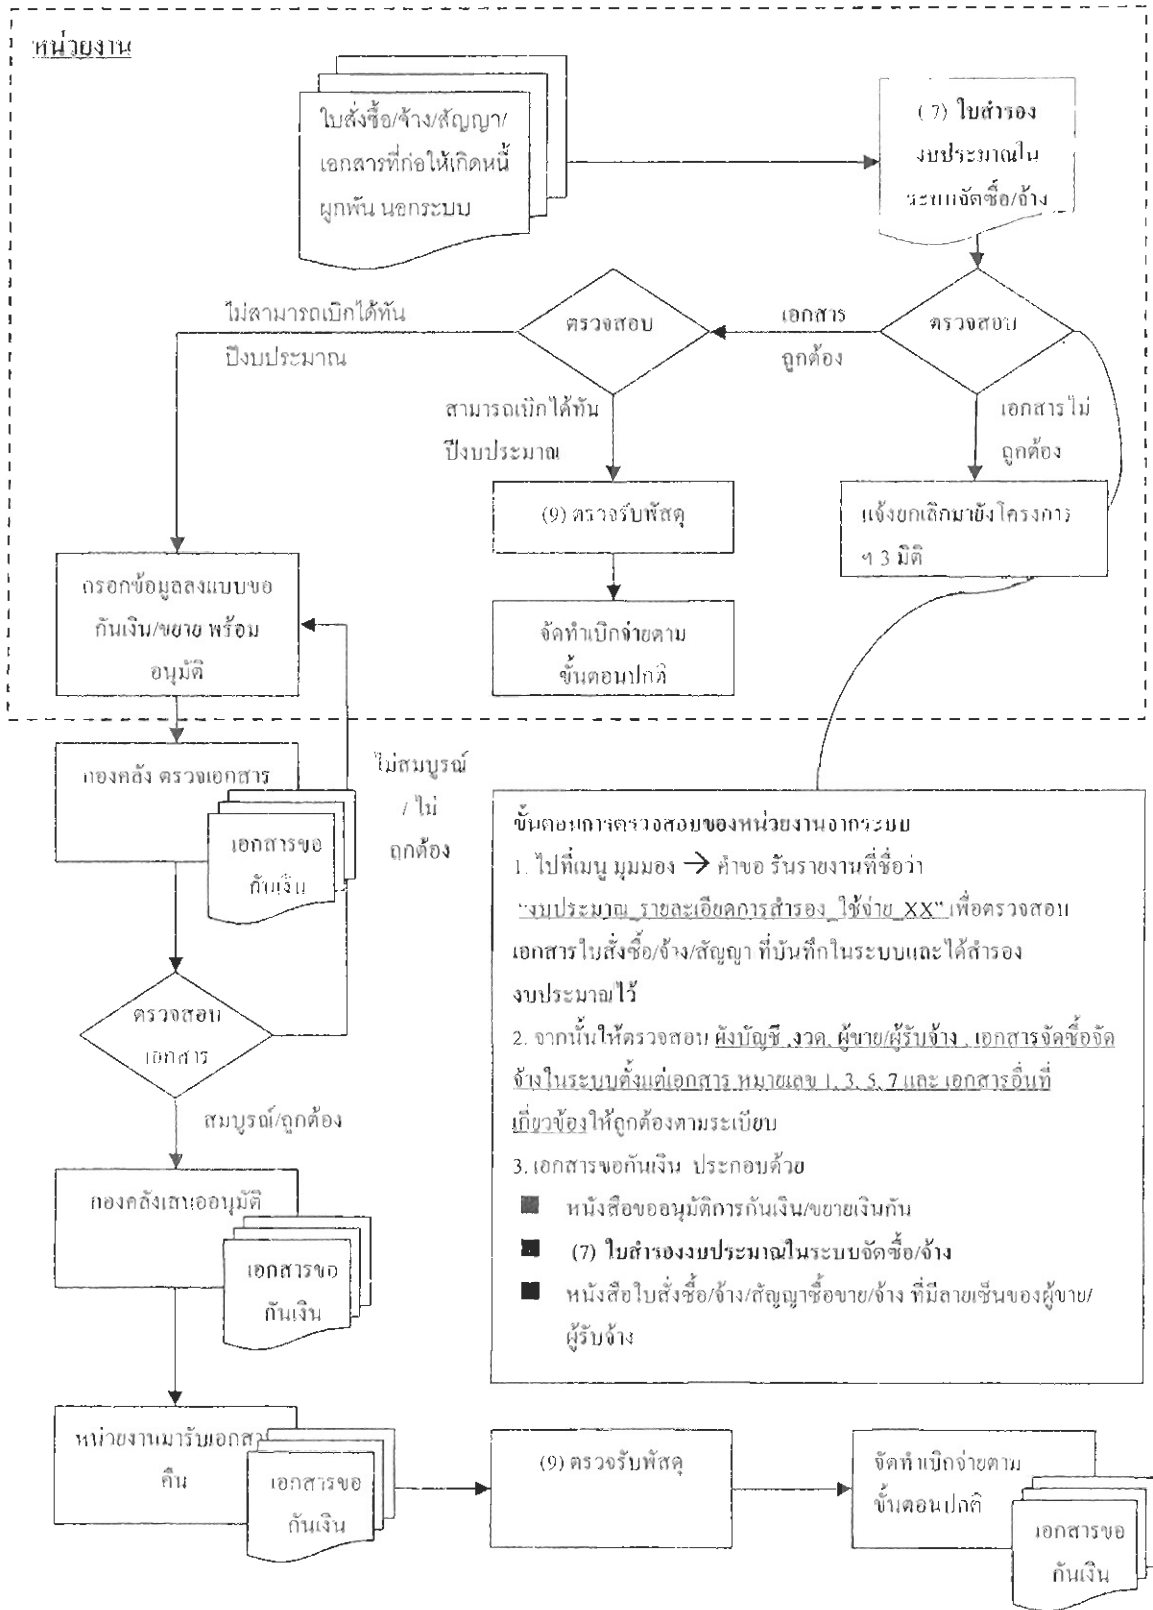 หน่วยงาน
ใบสั่งซื้อ/จ้าง/สัญญา/
เอกสารที่ก่อให้เกิดหนี้
ผูกพัน นอกระบบ
(7) ใบสำรอง
งบประมาณใน
ระบบจัดซื้อ/จ้าง
ไม่สามารถเบิกได้ทัน
ปีงบประมาณ
ตรวจสอบ
เอกสาร
ถูกต้อง
ตรวจสอบ
สามารถเบิกได้ทัน
ปีงบประมาณ
เอกสารไม่
ถูกต้อง
(9) ตรวจรับพัสดุ
แจ้งยกเลิกมายังโครงการ
ฯ 3 มิติ
กรอกข้อมูลลงแบบขอ
กันเงิน/ขยาย พร้อม
อนุมัติ
จัดทำเบิกจ่ายตาม
ขั้นตอนปกติ
กองคลัง ตรวจเอกสาร
เอกสารขอ
กันเงิน
ไม่สมบูรณ์
/ ไม่
ถูกต้อง
ตรวจสอบ
เอกสาร
สมบูรณ์/ถูกต้อง
กองคลังเสนออนุมัติ
เอกสารขอ
กันเงิน
ขั้นตอนการตรวจสอบของหน่วยงานจากระบบ
1. ไปที่เมนู มุมมอง → คำขอ รันรายงานที่ชื่อว่า
"งบประมาณ_รายละเอียดการสำรอง_ใช้จ่าย_XX" เพื่อตรวจสอบ
เอกสารใบสั่งซื้อ/จ้าง/สัญญา ที่บันทึกในระบบและได้สำรอง
งบประมาณไว้
2. จากนั้นให้ตรวจสอบ ผังบัญชี ,งวด, ผู้ขาย/ผู้รับจ้าง , เอกสารจัดซื้อจัด
จ้างในระบบตั้งแต่เอกสาร หมายเลข 1, 3, 5, 7 และ เอกสารอื่นที่
เกี่ยวข้องให้ถูกต้องตามระเบียบ
3. เอกสารขอกันเงิน ประกอบด้วย
■ หนังสือขออนุมัติการกันเงิน/ขยายเงินกัน
■ (7) ใบสำรองงบประมาณในระบบจัดซื้อ/จ้าง
■ หนังสือใบสั่งซื้อ/จ้าง/สัญญาซื้อขาย/จ้าง ที่มีลายเซ็นของผู้ขาย/
ผู้รับจ้าง
หน่วยงานมารับเอกสาร
คืน
เอกสารขอ
กันเงิน
(9) ตรวจรับพัสดุ
จัดทำเบิกจ่ายตาม
ขั้นตอนปกติ
เอกสารขอ
กันเงิน